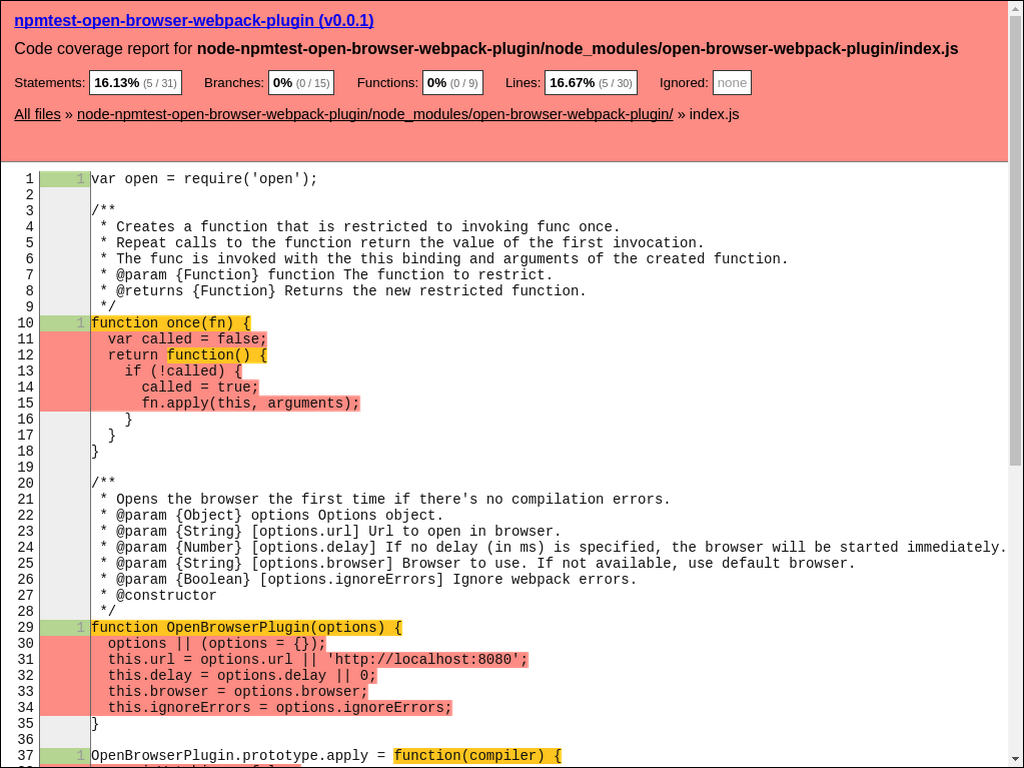 npmtest-open-browser-webpack-plugin (v0.0.1)
Code coverage report for node-npmtest-open-browser-webpack-plugin/node_modules/open-browser-webpack-plugin/index.js
Statements: 16.13% (5 / 31) Branches: 0% (0 / 15) Functions: 0% (0 / 9) Lines: 16.67% (5 / 30) Ignored: none
All files » node-npmtest-open-browser-webpack-plugin/node_modules/open-browser-webpack-plugin/ » index.js
1 1 var open = require('open');
2
3 /**
4  * Creates a function that is restricted to invoking func once.
5  * Repeat calls to the function return the value of the first invocation.
6  * The func is invoked with the this binding and arguments of the created function.
7  * @param {Function} function The function to restrict.
8  * @returns {Function} Returns the new restricted function.
9  */
10 1 function once(fn) {
11   var called = false;
12   return function() {
13     if (!called) {
14       called = true;
15       fn.apply(this, arguments);
16     }
17   }
18 }
19
20 /**
21  * Opens the browser the first time if there's no compilation errors.
22  * @param {Object} options Options object.
23  * @param {String} [options.url] Url to open in browser.
24  * @param {Number} [options.delay] If no delay (in ms) is specified, the browser will be started immediately.
25  * @param {String} [options.browser] Browser to use. If not available, use default browser.
26  * @param {Boolean} [options.ignoreErrors] Ignore webpack errors.
27  * @constructor
28  */
29 1 function OpenBrowserPlugin(options) {
30   options || (options = {});
31   this.url = options.url || 'http://localhost:8080';
32   this.delay = options.delay || 0;
33   this.browser = options.browser;
34   this.ignoreErrors = options.ignoreErrors;
35 }
36
37 1 OpenBrowserPlugin.prototype.apply = function(compiler) {